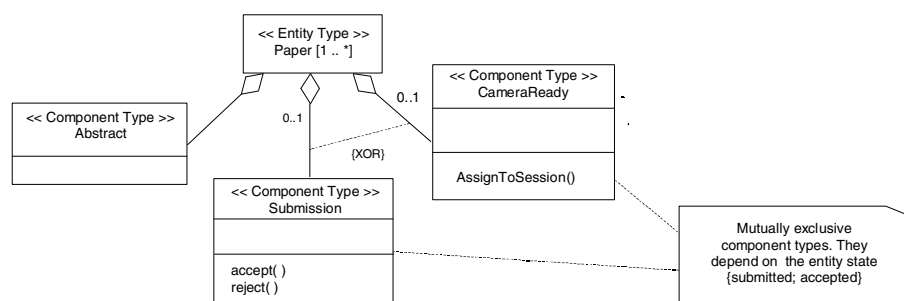 << Entity Type >>
Paper [1 .. *]
<< Component Type >>
Abstract
0..1
{XOR}
0..1
<< Component Type >>
CameraReady
AssignToSession()
<< Component Type >>
Submission
accept( )
reject( )
Mutually exclusive
component types. They
depend on the entity state
{submitted; accepted}